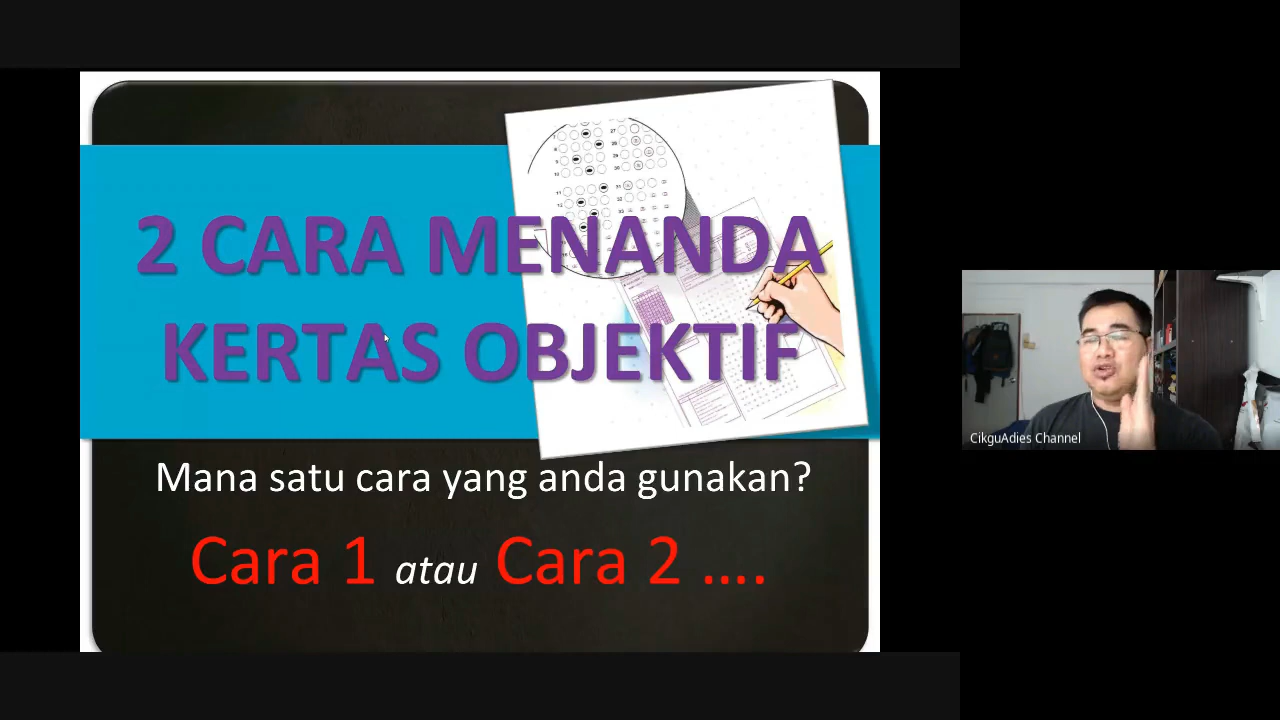 2 CARA MENANDA
KERTAS OBJEKTIF
Mana satu cara yang anda gunakan?
Cara 1 atau Cara 2 ....
CikguAdies Channel